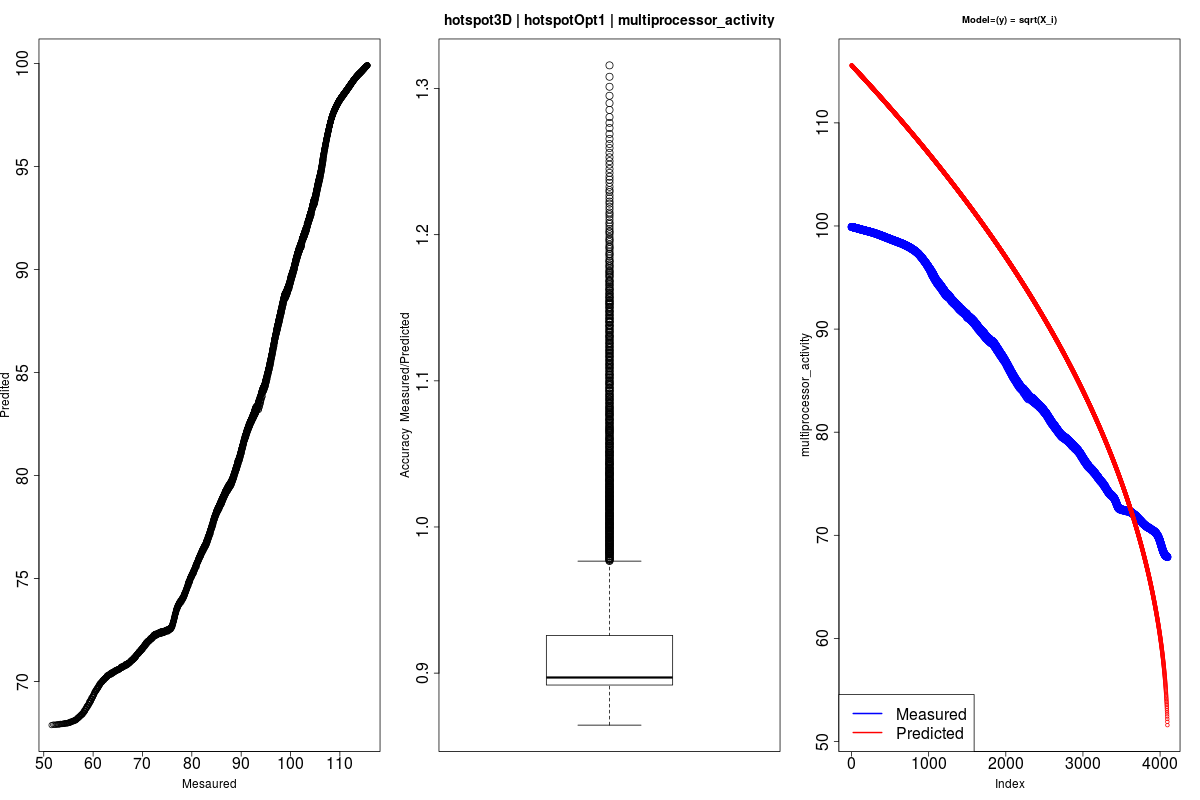 hotspot3D | hotspotOpt1 | multiprocessor_activity
Model=(y) = sqrt(X_i)
Predited
100
95
90
85
80
75
70
50 60 70 80 90 100 110
Mesaured
Accuracy Measured/Predicted
1.3
1.2
1.1
1.0
0.9
multiprocessor_activity
110
100
90
80
70
60
50
Measured
Predicted
0 1000 2000 3000 4000
Index